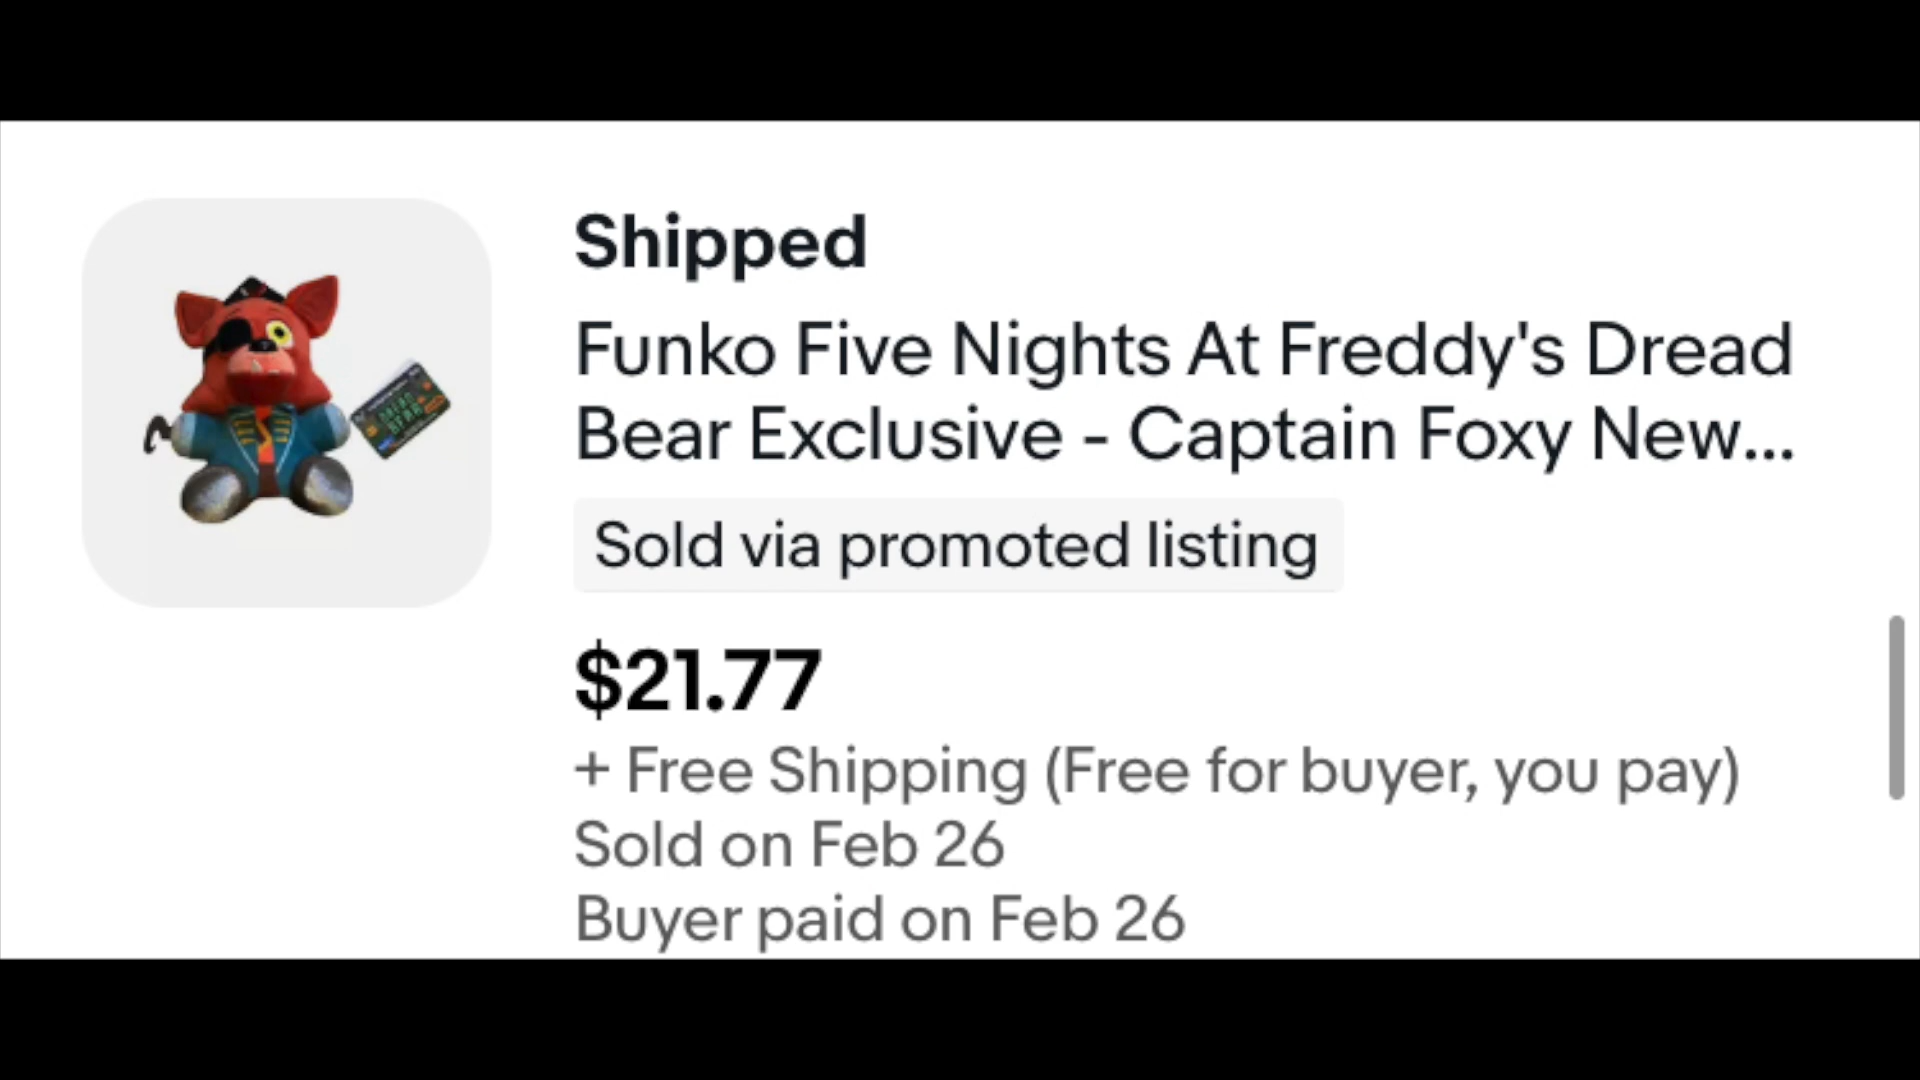 Shipped
Funko Five Nights At Freddy's Dread
Bear Exclusive - Captain Foxy New...
Sold via promoted listing
$21.77
+ Free Shipping (Free for buyer, you pay)
Sold on Feb 26
Buyer paid on Feb 26